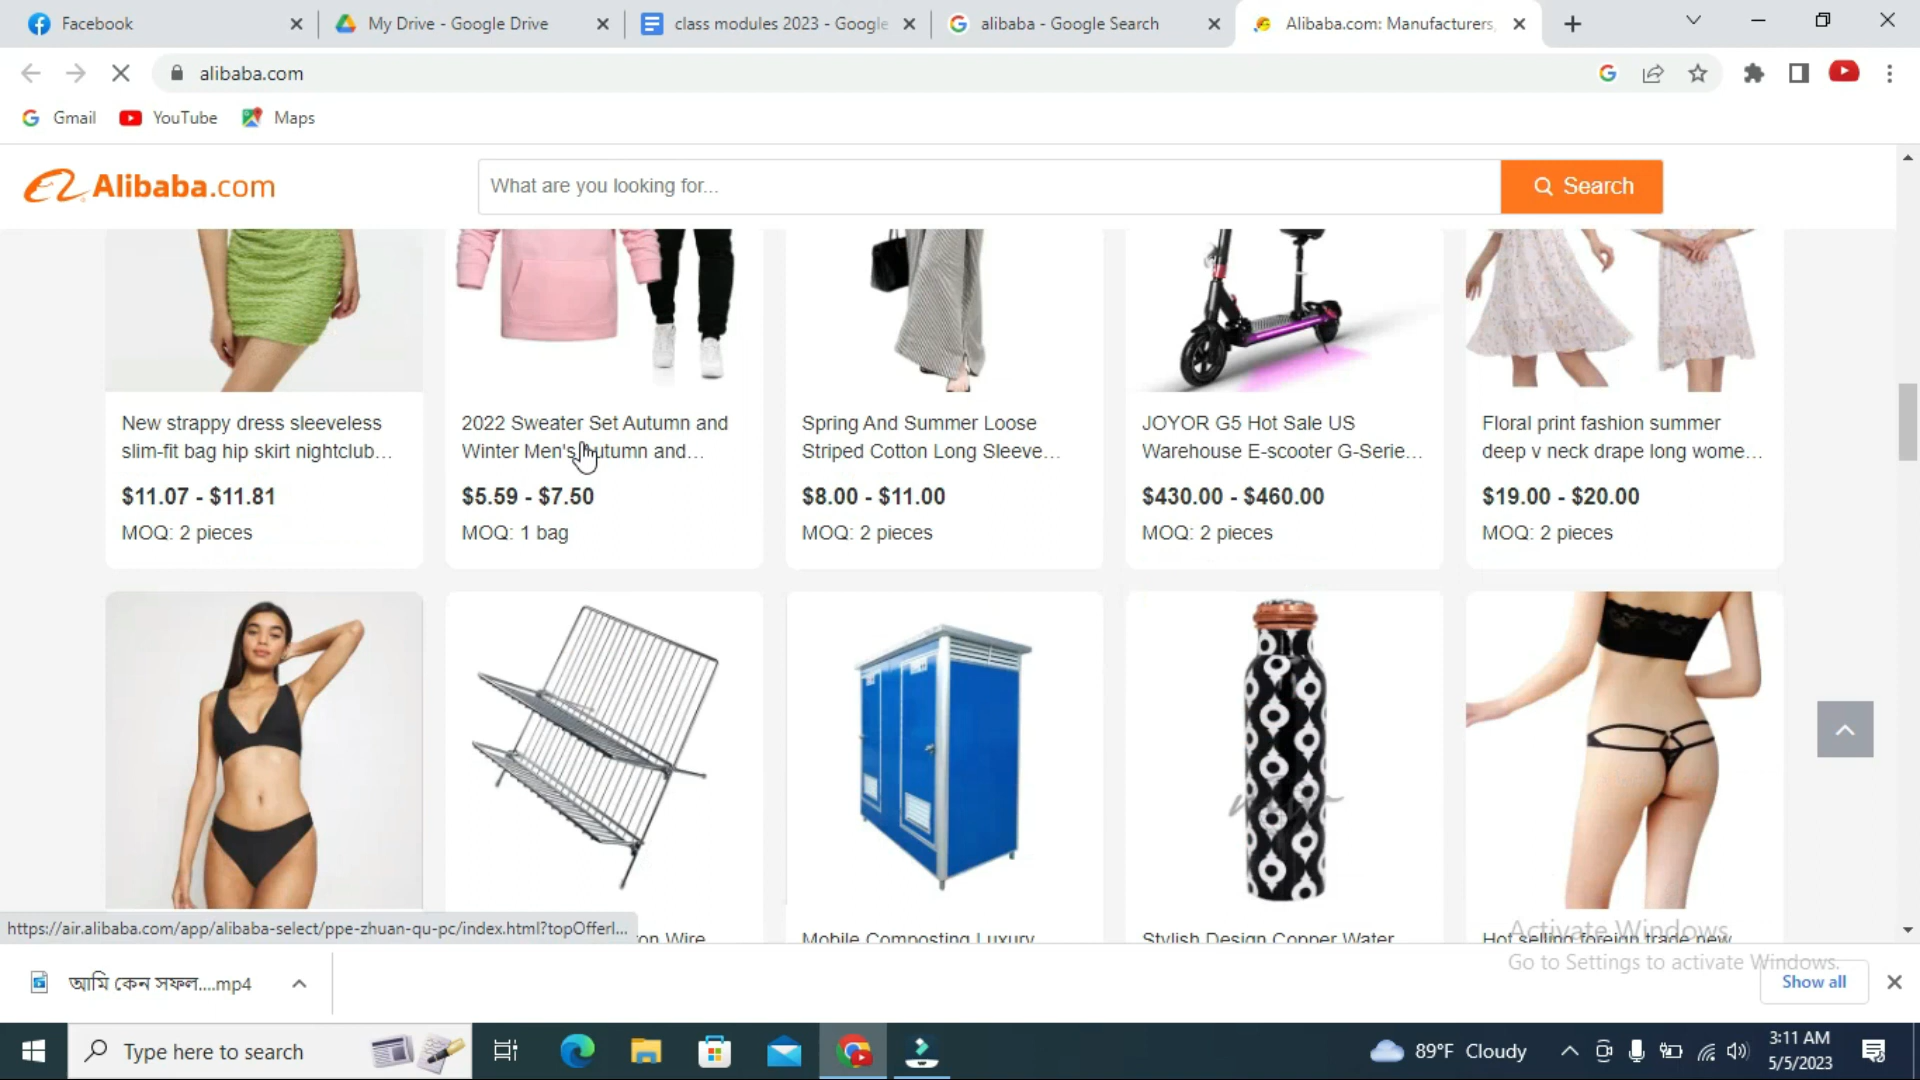 Facebook
My Drive - Google Drive
class modules 2023 - Google
alibaba - Google Search
Alibaba.com: Manufacturers,
alibaba.com
Gmail YouTube Maps
Alibaba.com
What are you looking for...
Search
New strappy dress sleeveless
slim-fit bag hip skirt nightclub...
$11.07 - $11.81
MOQ: 2 pieces
2022 Sweater Set Autumn and
Winter Men's Autumn and...
$5.59 - $7.50
MOQ: 1 bag
Spring And Summer Loose
Striped Cotton Long Sleeve...
$8.00 - $11.00
MOQ: 2 pieces
JOYOR G5 Hot Sale US
Warehouse E-scooter G-Serie...
$430.00 - $460.00
MOQ: 2 pieces
Floral print fashion summer
deep v neck drape long wome...
$19.00 - $20.00
MOQ: 2 pieces
https://air.alibaba.com/app/alibaba-select/ppe-zhuan-qu-pc/index.html?topOfferl...
Wire
Mobile Composting Luxury
Stylish Design Copper Water
Hot selling foreign trade new
Activate Windows
Go to Settings to activate Windows.
আমি কেন সফল....mp4
Show all
Type here to search
89°F Cloudy
3:11 AM
5/5/2023